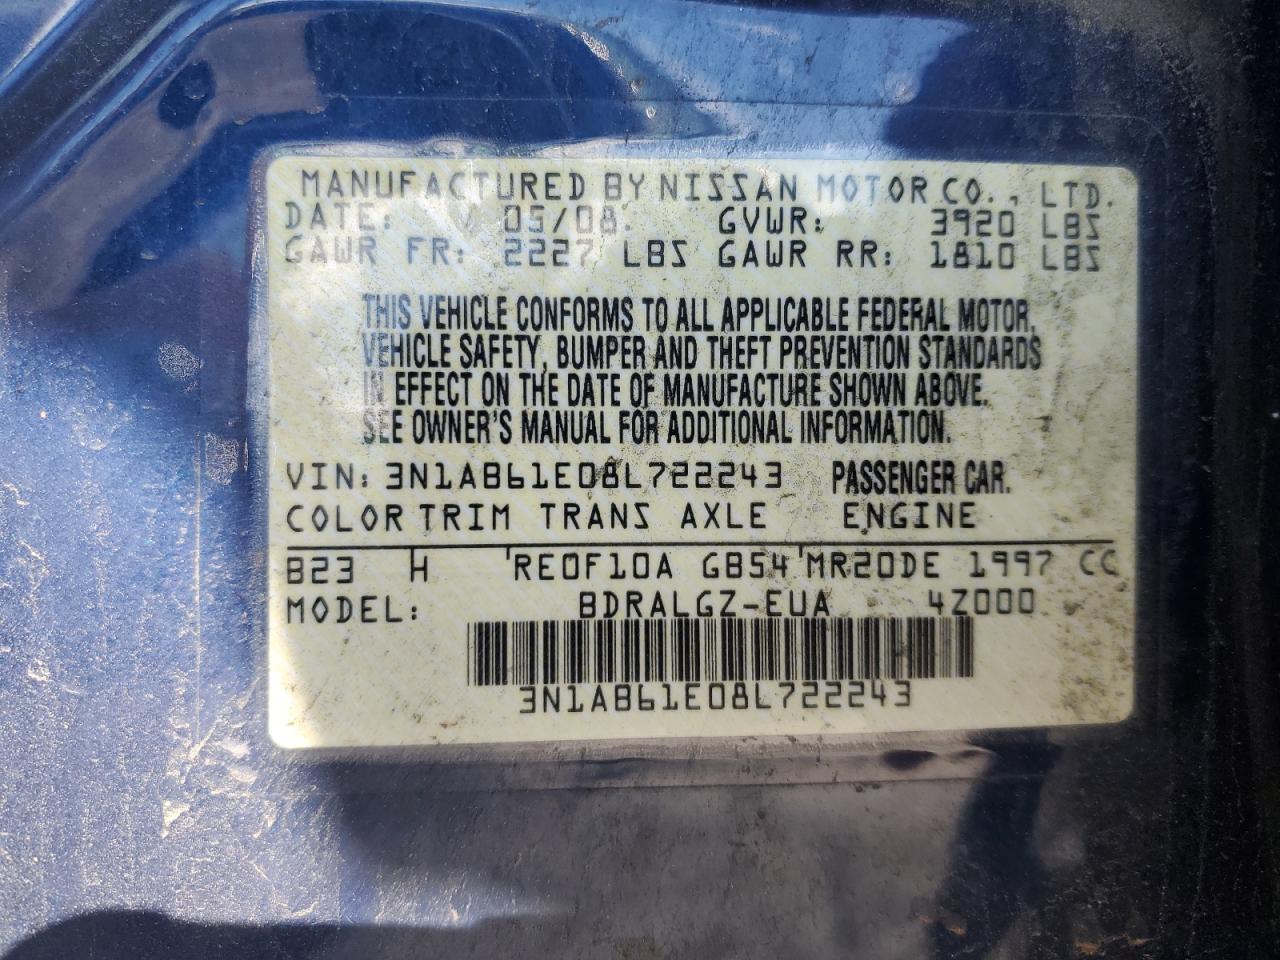 MANUFACTURED BY NISSAN MOTOR CO., LTD.
DATE: 05/08. GVWR: 3920 LBS
GAWR FR: 2227 LBS GAWR RR: 1810 LBS
THIS VEHICLE CONFORMS TO ALL APPLICABLE FEDERAL MOTOR
VEHICLE SAFETY, BUMPER AND THEFT PREVENTION STANDARDS
IN EFFECT ON THE DATE OF MANUFACTURE SHOWN ABOVE.
SEE OWNER'S MANUAL FOR ADDITIONAL INFORMATION.
VIN: 3N1AB61E08L722243 PASSENGER CAR.
COLOR TRIM TRANS AXLE ENGINE
B23 H RE0F10A GB54 MR20DE 1997 CC
MODEL: BDRALGZ-EUA 4Z000
3N1AB61E08L722243